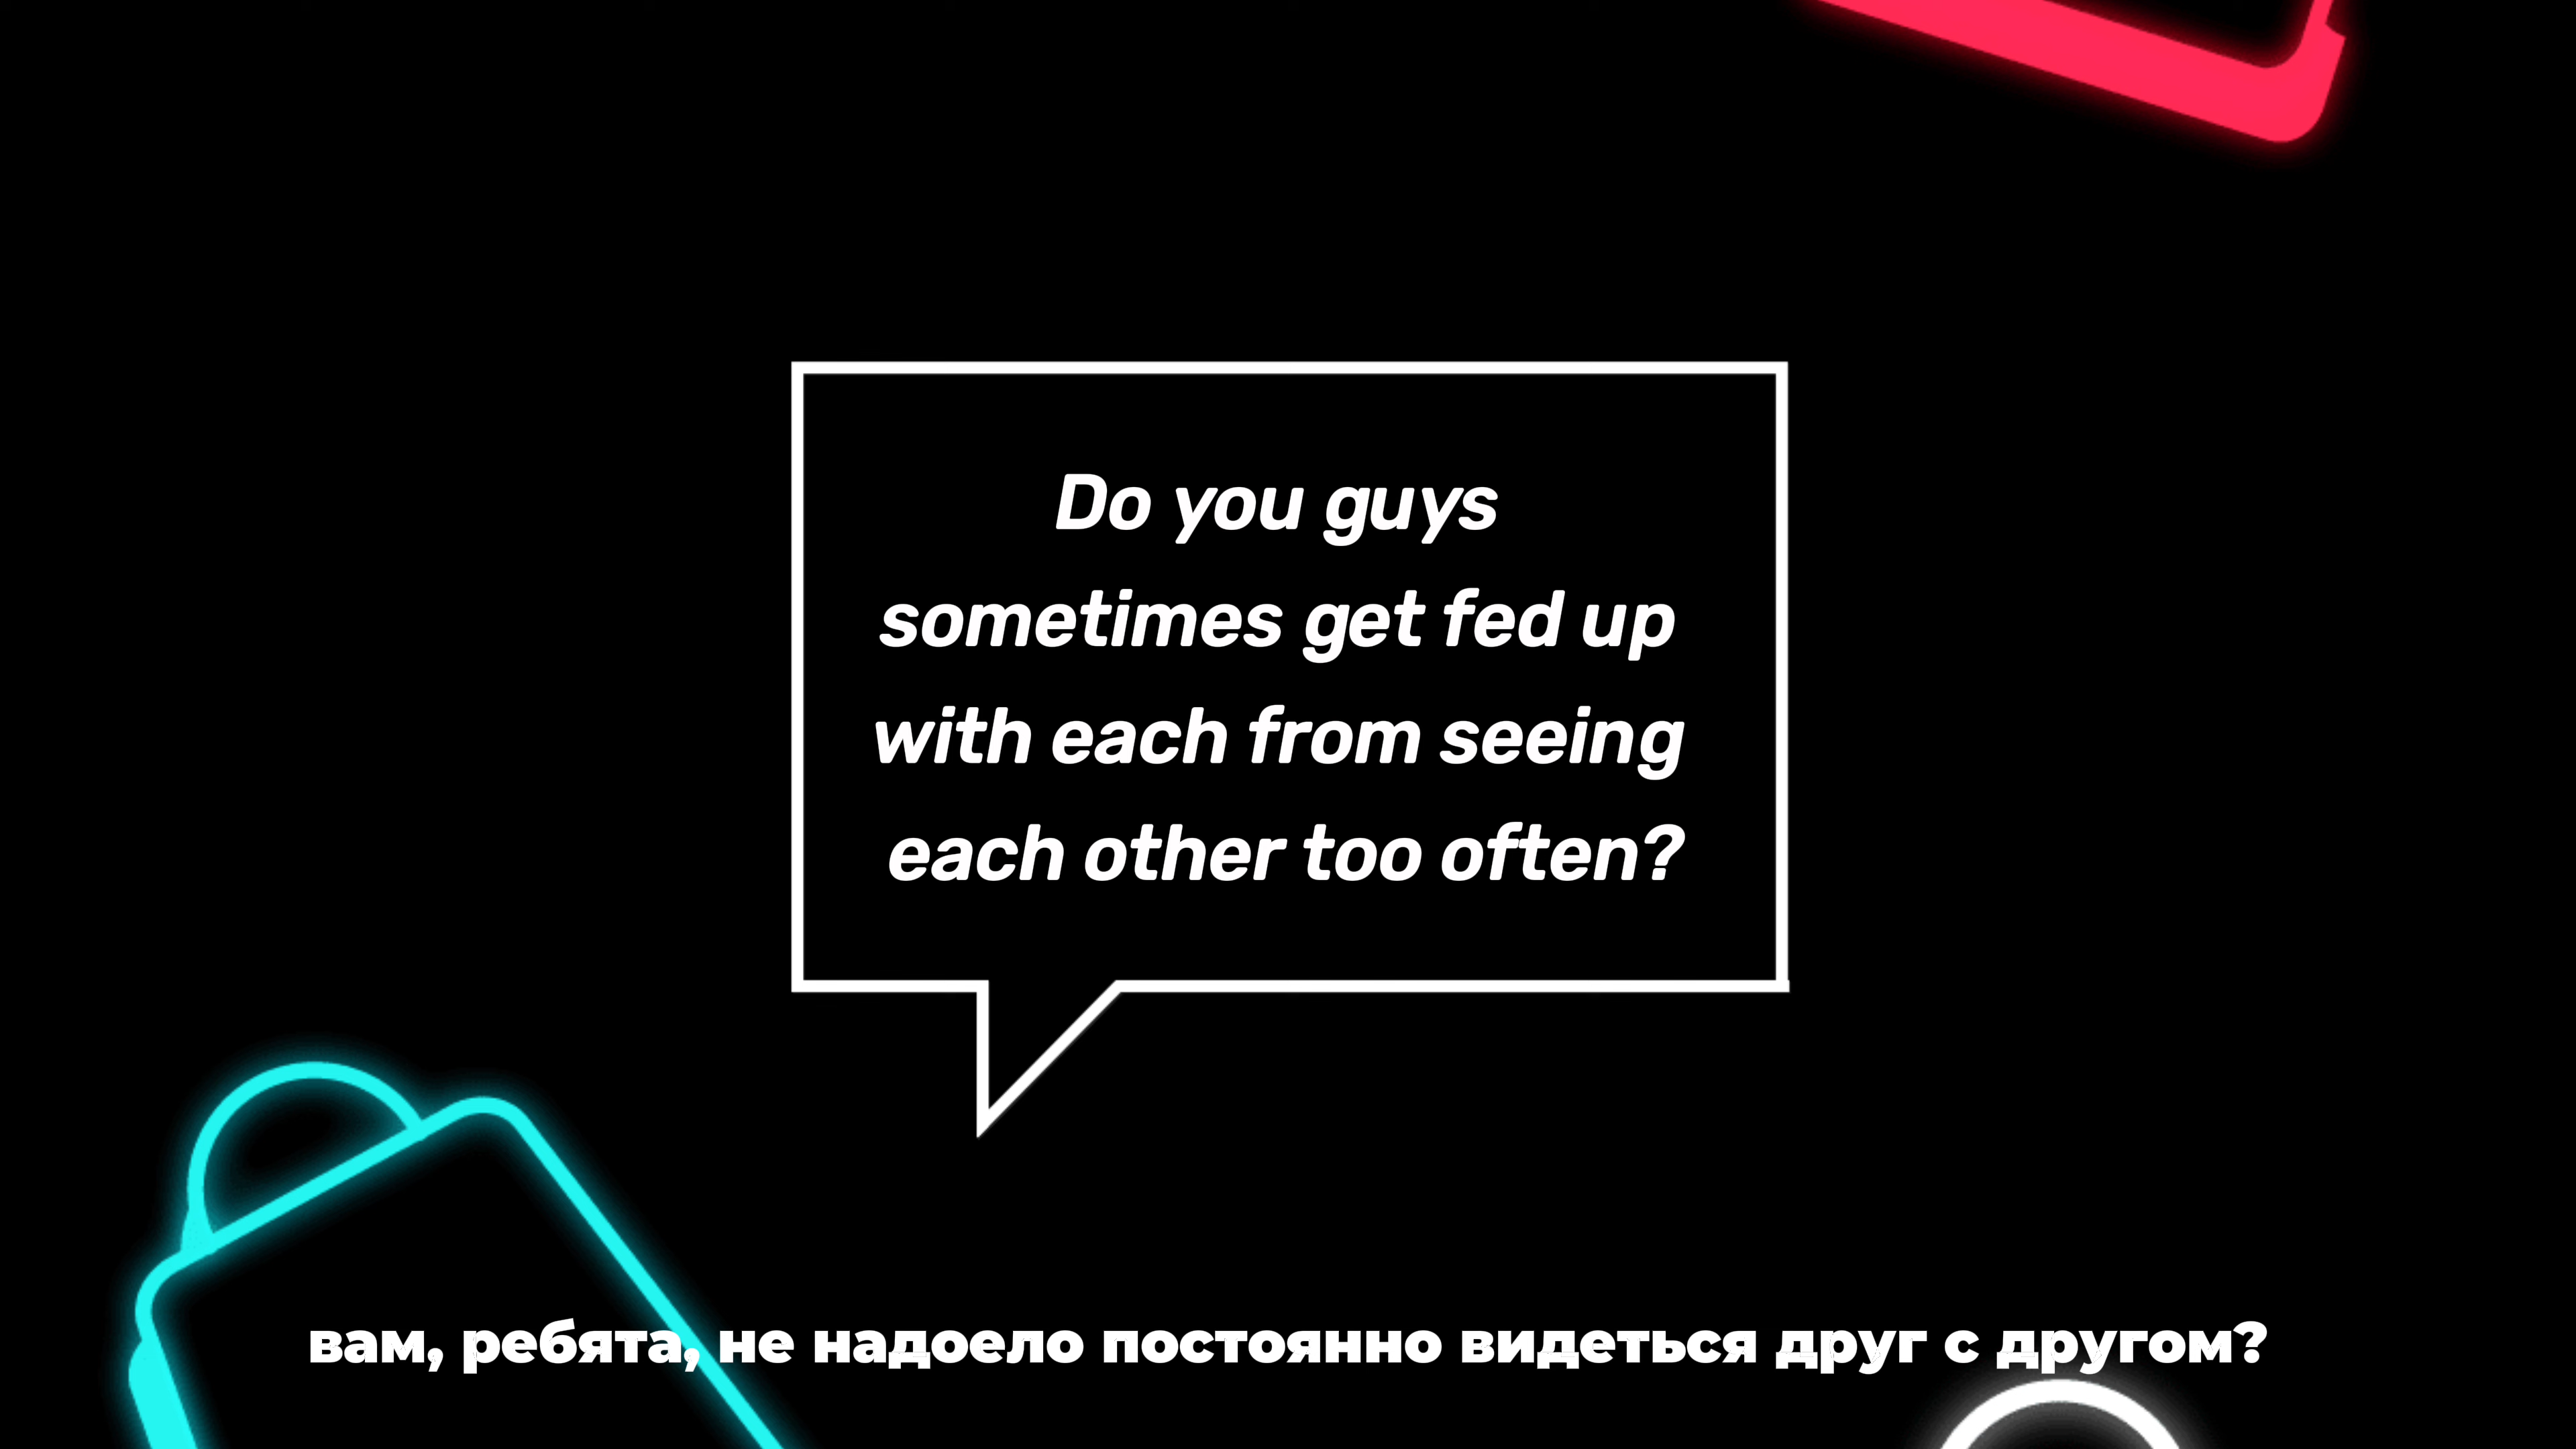 Do you guys
sometimes get fed up
with each from seeing
each other too often?
вам, ребята, не надоело постоянно видеться друг с другом?